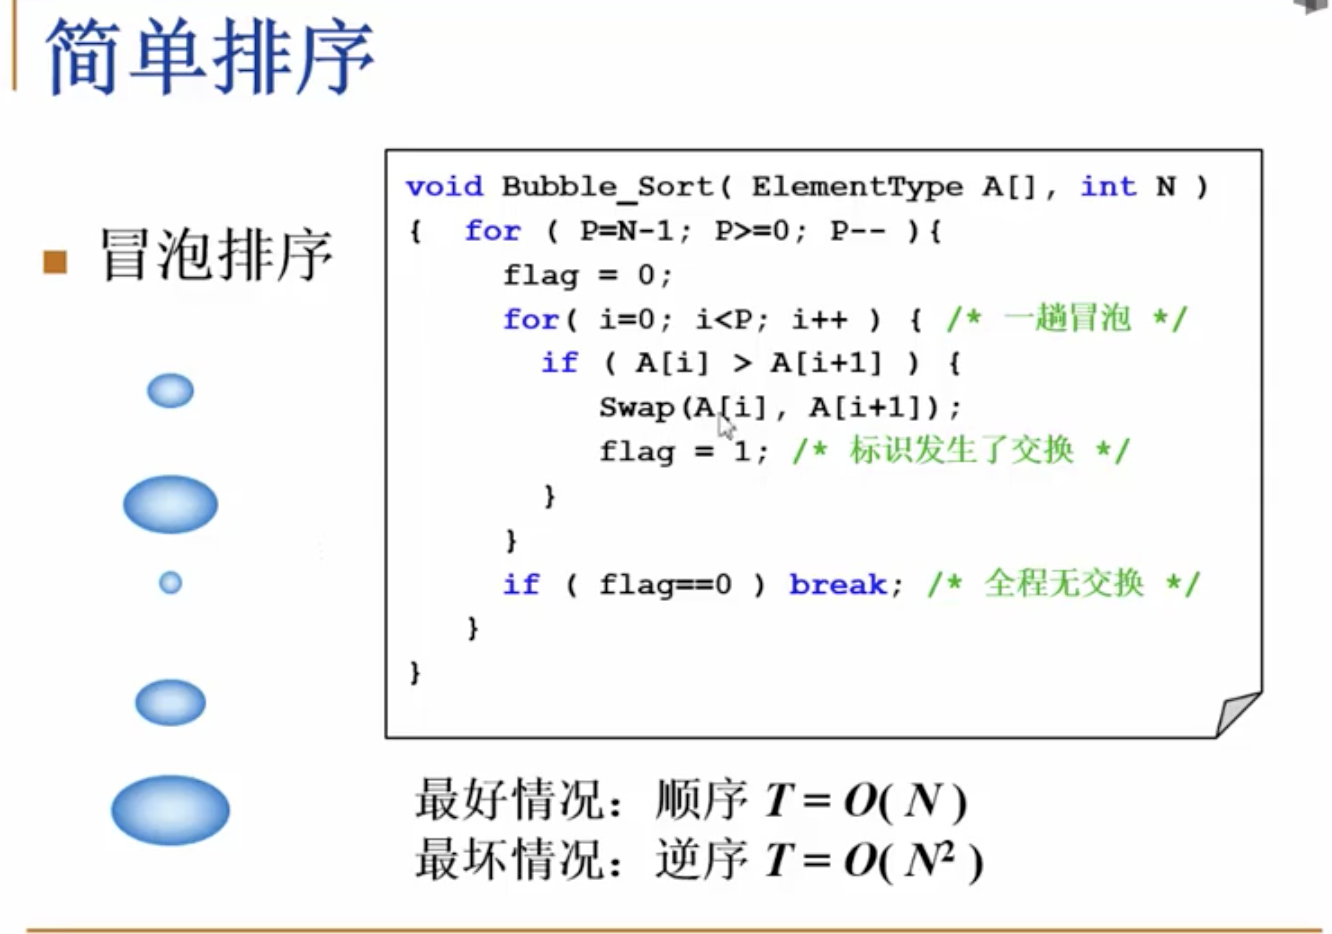 简单排序
冒泡排序
void Bubble_Sort( ElementType A[], int N )
{  for ( P=N-1; P>=0; P-- ){
flag = 0;
for( i=0; i<P; i++ ) { /* 一趟冒泡 */
if ( A[i] > A[i+1] ) {
Swap(A[i], A[i+1]);
flag = 1; /* 标识发生了交换 */
}
}
if ( flag==0 ) break; /* 全程无交换 */
}
}
最好情况：顺序 T = O( N )
最坏情况：逆序 T = O( N² )